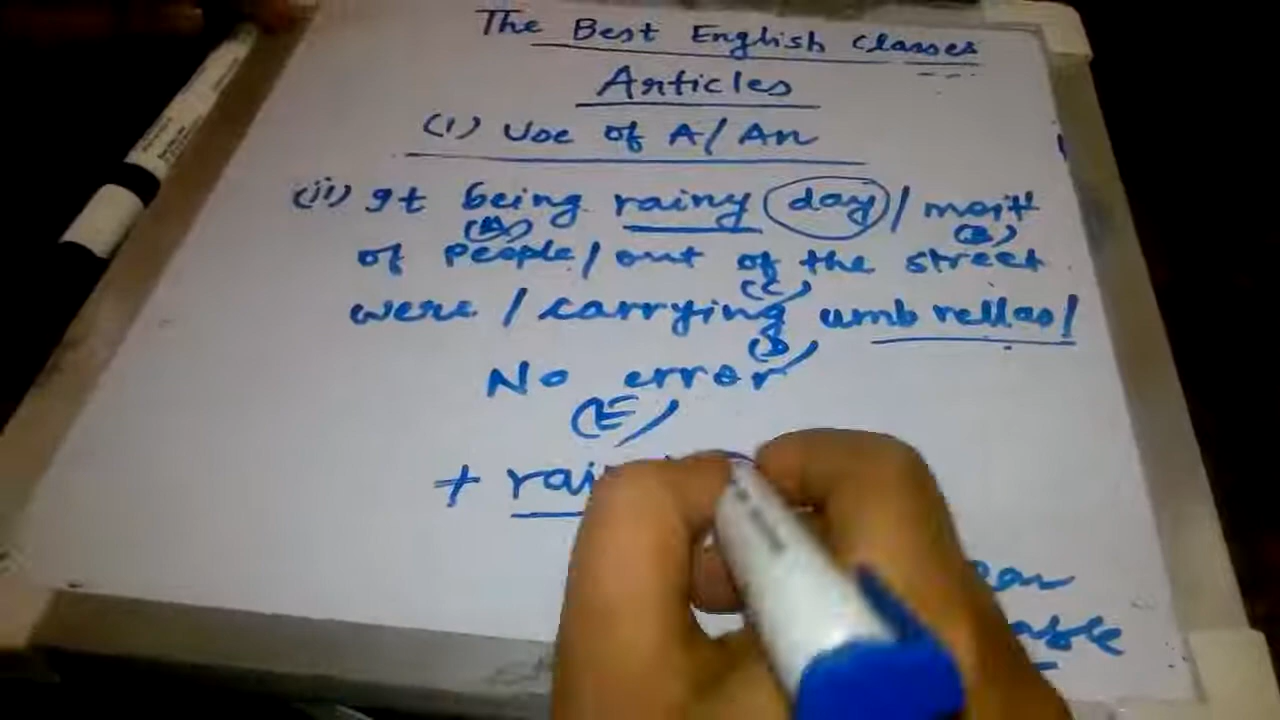 The Best English Classes
Articles
(i) Use of A/An
(ii) It being rainy day/ most
(A) (B)
of people/ out of the street
(C)
were / carrying umbrellas/
(D)
No error
(E)
+ rai